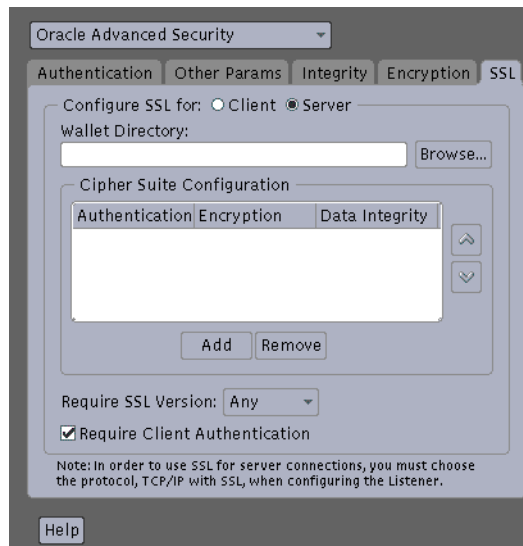 Oracle Advanced Security
Authentication Other Params Integrity Encryption SSL
Configure SSL for: Client Server
Wallet Directory:
Browse...
Cipher Suite Configuration
Authentication Encryption Data Integrity
Add Remove
Require SSL Version: Any
Require Client Authentication
Note: In order to use SSL for server connections, you must choose
the protocol, TCP/IP with SSL, when configuring the Listener.
Help